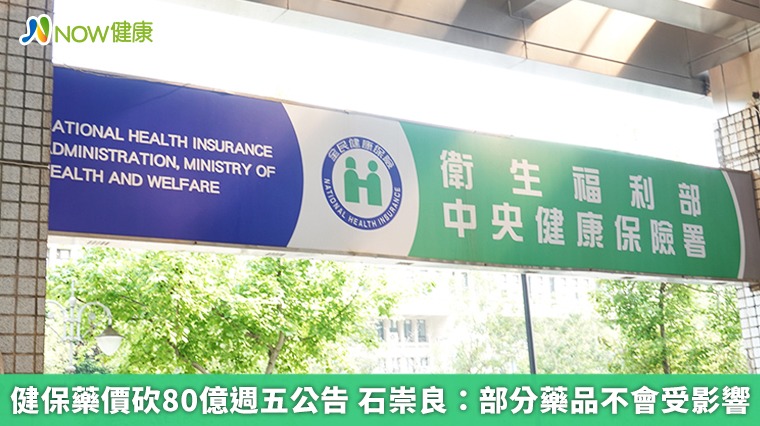 NOW健康
ATIONAL HEALTH INSURANCE
DMINISTRATION, MINISTRY OF
EALTH AND WELFARE
全民健康保險
NATIONAL HEALTH INSURANCE
衛生福利部
中央健康保險署
健保藥價砍80億週五公告 石崇良：部分藥品不會受影響